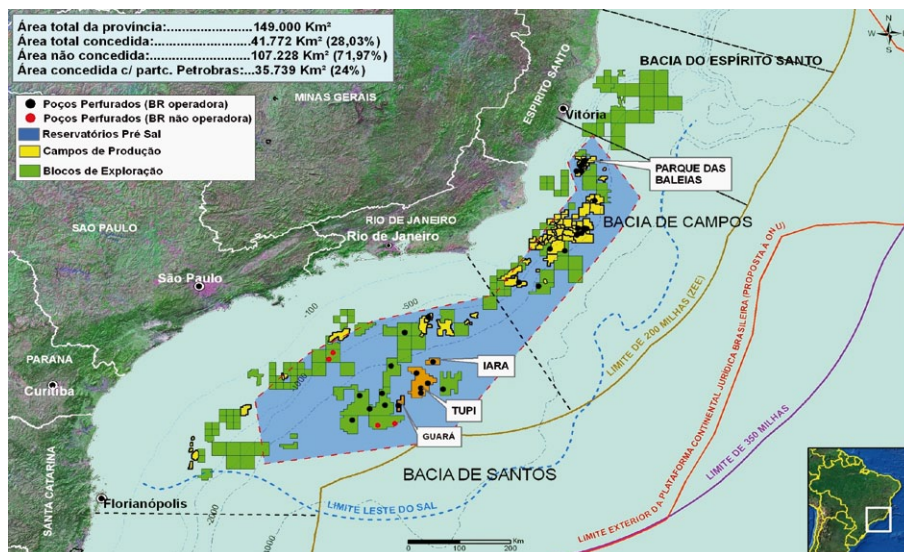 Área total da província:.......................149.000 Km²
Área total concedida:.......................41.772 Km² (28,03%)
Área não concedida:.......................107.228 Km² (71,97%)
Área concedida c/ partc. Petrobras:...35.739 Km² (24%)
Poços Perfurados (BR operadora)
Poços Perfurados (BR não operadora)
Reservatórios Pré Sal
Campos de Produção
Blocos de Exploração
N
W
S
MINAS GERAIS
ESPIRITO SANTO
BACIA DO ESPÍRITO SANTO
Vitória
PARQUE DAS
BALEIAS
BACIA DE CAMPOS
RIO DE JANEIRO
Rio de Janeiro
SAO PAULO
São Paulo
-100
-500
PARANA
Curitiba
IARA
TUPI
GUARÁ
LIMITE DE 200 MILHAS (ZEE)
LIMITE EXTERIOR DA PLATAFORMA CONTINENTAL JURÍDICA BRASILEIRA (PROPOSTA À ONU)
LIMITE DE 350 MILHAS
BACIA DE SANTOS
SANTA CATARINA
Florianópolis
LIMITE LESTE DO SAL
-2000
0
100
200
Km